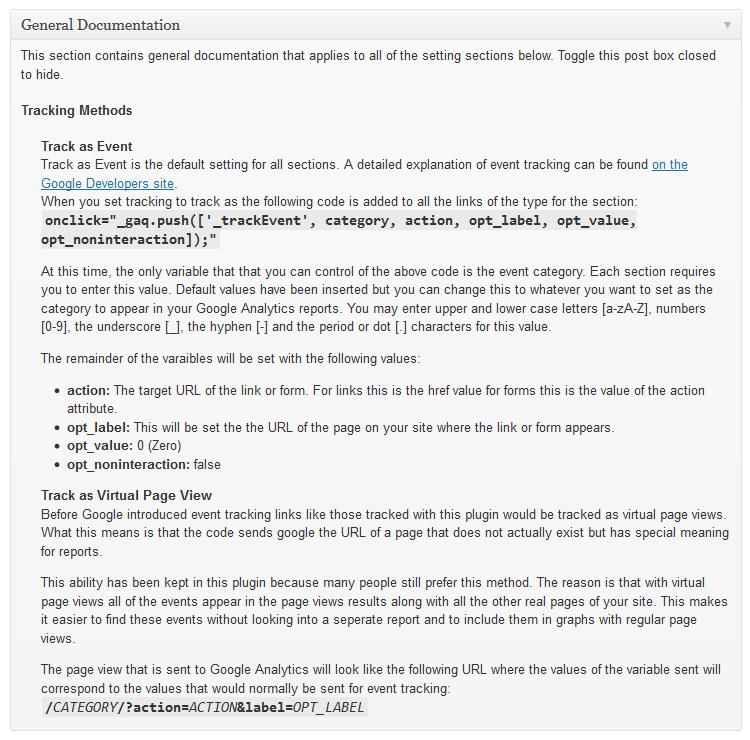 General Documentation
This section contains general documentation that applies to all of the setting sections below. Toggle this post box closed
to hide.
Tracking Methods
Track as Event
Track as Event is the default setting for all sections. A detailed explanation of event tracking can be found on the
Google Developers site.
When you set tracking to track as the following code is added to all the links of the type for the section:
onclick="_gaq.push(['_trackEvent', category, action, opt_label, opt_value,
opt_noninteraction]);"
At this time, the only variable that that you can control of the above code is the event category. Each section requires
you to enter this value. Default values have been inserted but you can change this to whatever you want to set as the
category to appear in your Google Analytics reports. You may enter upper and lower case letters [a-zA-Z], numbers
[0-9], the underscore [_], the hyphen [-] and the period or dot [.] characters for this value.
The remainder of the varaibles will be set with the following values:
• action: The target URL of the link or form. For links this is the href value for forms this is the value of the action
attribute.
• opt_label: This will be set the the URL of the page on your site where the link or form appears.
• opt_value: 0 (Zero)
• opt_noninteraction: false
Track as Virtual Page View
Before Google introduced event tracking links like those tracked with this plugin would be tracked as virtual page views.
What this means is that the code sends google the URL of a page that does not actually exist but has special meaning
for reports.
This ability has been kept in this plugin because many people still prefer this method. The reason is that with virtual
page views all of the events appear in the page views results along with all the other real pages of your site. This makes
it easier to find these events without looking into a seperate report and to include them in graphs with regular page
views.
The page view that is sent to Google Analytics will look like the following URL where the values of the variable sent will
correspond to the values that would normally be sent for event tracking:
/CATEGORY/?action=ACTION&label=OPT_LABEL